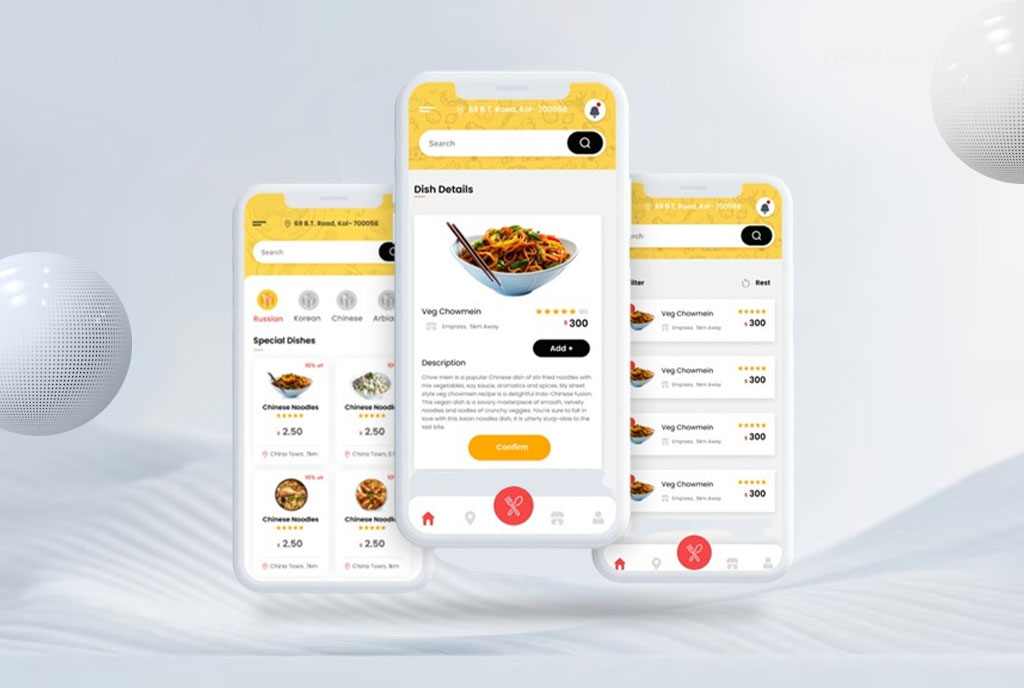 69 B.T. Road, Kol- 700058
Search
Russian
Korean
Chinese
Arbia
Special Dishes
10% off
Chinese Noodles
2.50
China Town, 7km
Chinese Noodles
2.50
China Town,
10% off
Chinese Noodles
2.50
China Town, 7km
Chinese Noodles
2.50
China Town, 1km
69 B.T. Road, Kol- 700058
Search
Dish Details
Veg Chowmein
$ 300
Empress, 5km Away
Add +
Description
Chow mein is a popular Chinese dish of stir fried noodles with
mix vegetables, soy sauce, aromatics and spices. My street
style veg chowmein recipe is a delightful Indo-Chinese fusion.
This vegan dish is a savory masterpiece of smooth, velvety
noodles and oodles of crunchy veggies. You're sure to fall in
love with this Asian noodles dish, it is utterly slurp-able to the
last bite.
Confirm
69 B.T. Road, Kol- 700058
rch
ilter
Rest
Veg Chowmein
$ 300
Empress, 5km Away
Veg Chowmein
$ 300
Empress, 5km Away
Veg Chowmein
$ 300
Empress, 5km Away
Veg Chowmein
$ 300
Empress, 5km Away